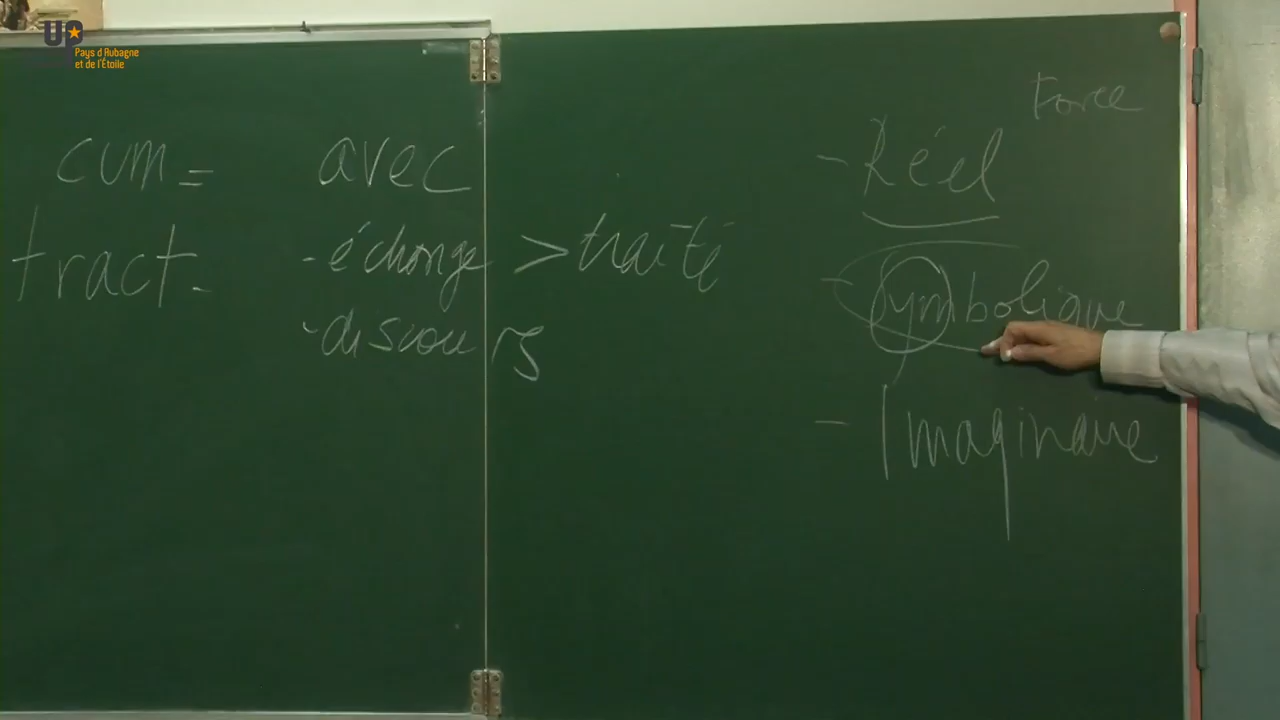 UP
Pays d'Aubagne
et de l'Étoile
cum = avec
tract - - échange > traité
- discours
Force
- Réel
- Symbolique
- Imaginaire